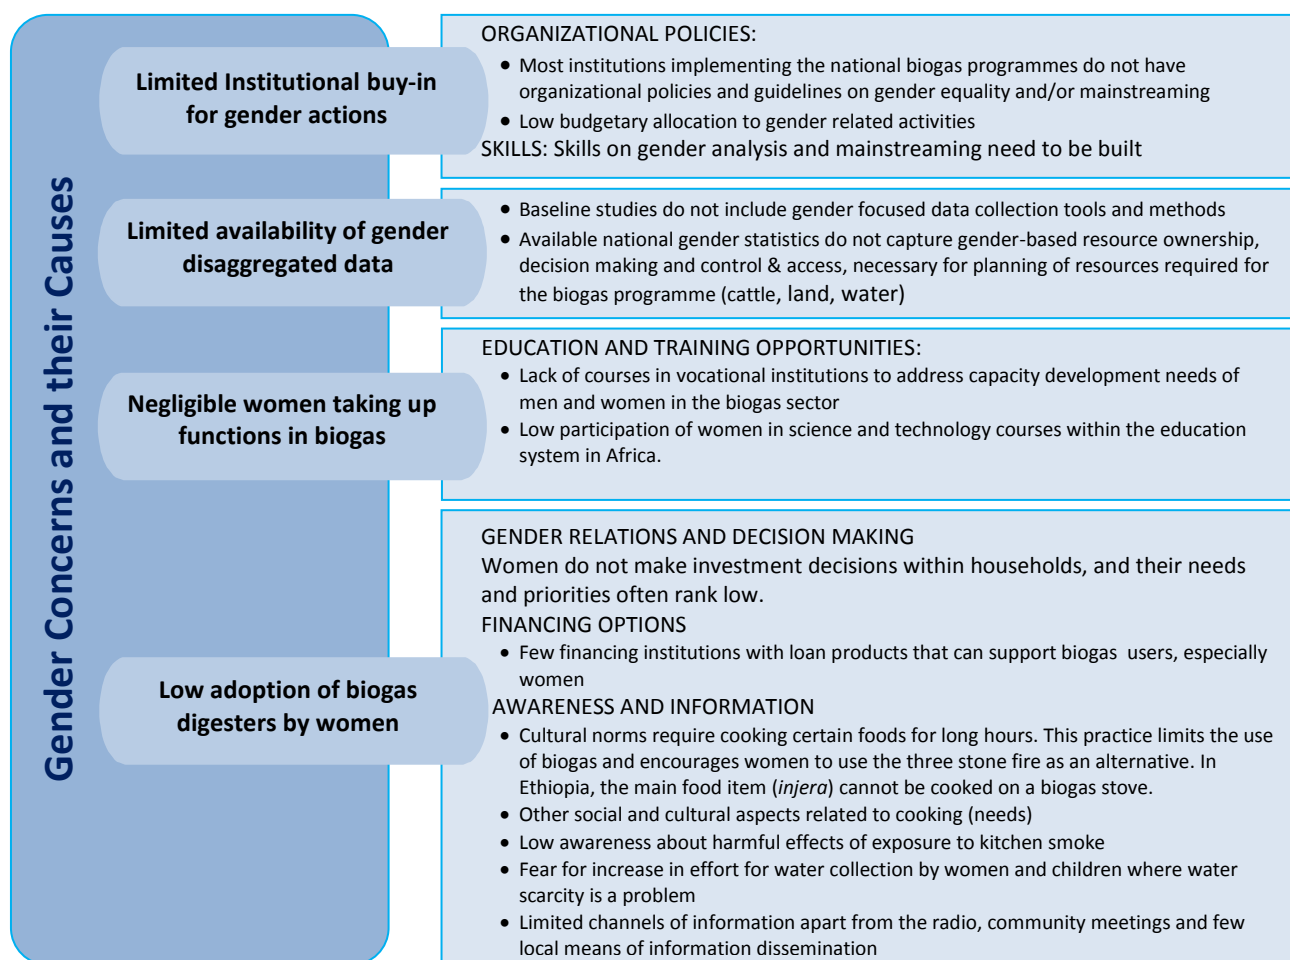 Gender Concerns and their Causes
Limited Institutional buy-in
for gender actions
ORGANIZATIONAL POLICIES:
• Most institutions implementing the national biogas programmes do not have
organizational policies and guidelines on gender equality and/or mainstreaming
• Low budgetary allocation to gender related activities
SKILLS: Skills on gender analysis and mainstreaming need to be built
Limited availability of gender
disaggregated data
• Baseline studies do not include gender focused data collection tools and methods
• Available national gender statistics do not capture gender-based resource ownership,
decision making and control & access, necessary for planning of resources required for
the biogas programme (cattle, land, water)
Negligible women taking up
functions in biogas
EDUCATION AND TRAINING OPPORTUNITIES:
• Lack of courses in vocational institutions to address capacity development needs of
men and women in the biogas sector
• Low participation of women in science and technology courses within the education
system in Africa.
Low adoption of biogas
digesters by women
GENDER RELATIONS AND DECISION MAKING
Women do not make investment decisions within households, and their needs
and priorities often rank low.
FINANCING OPTIONS
• Few financing institutions with loan products that can support biogas users, especially
women
AWARENESS AND INFORMATION
• Cultural norms require cooking certain foods for long hours. This practice limits the use
of biogas and encourages women to use the three stone fire as an alternative. In
Ethiopia, the main food item (injera) cannot be cooked on a biogas stove.
• Other social and cultural aspects related to cooking (needs)
• Low awareness about harmful effects of exposure to kitchen smoke
• Fear for increase in effort for water collection by women and children where water
scarcity is a problem
• Limited channels of information apart from the radio, community meetings and few
local means of information dissemination